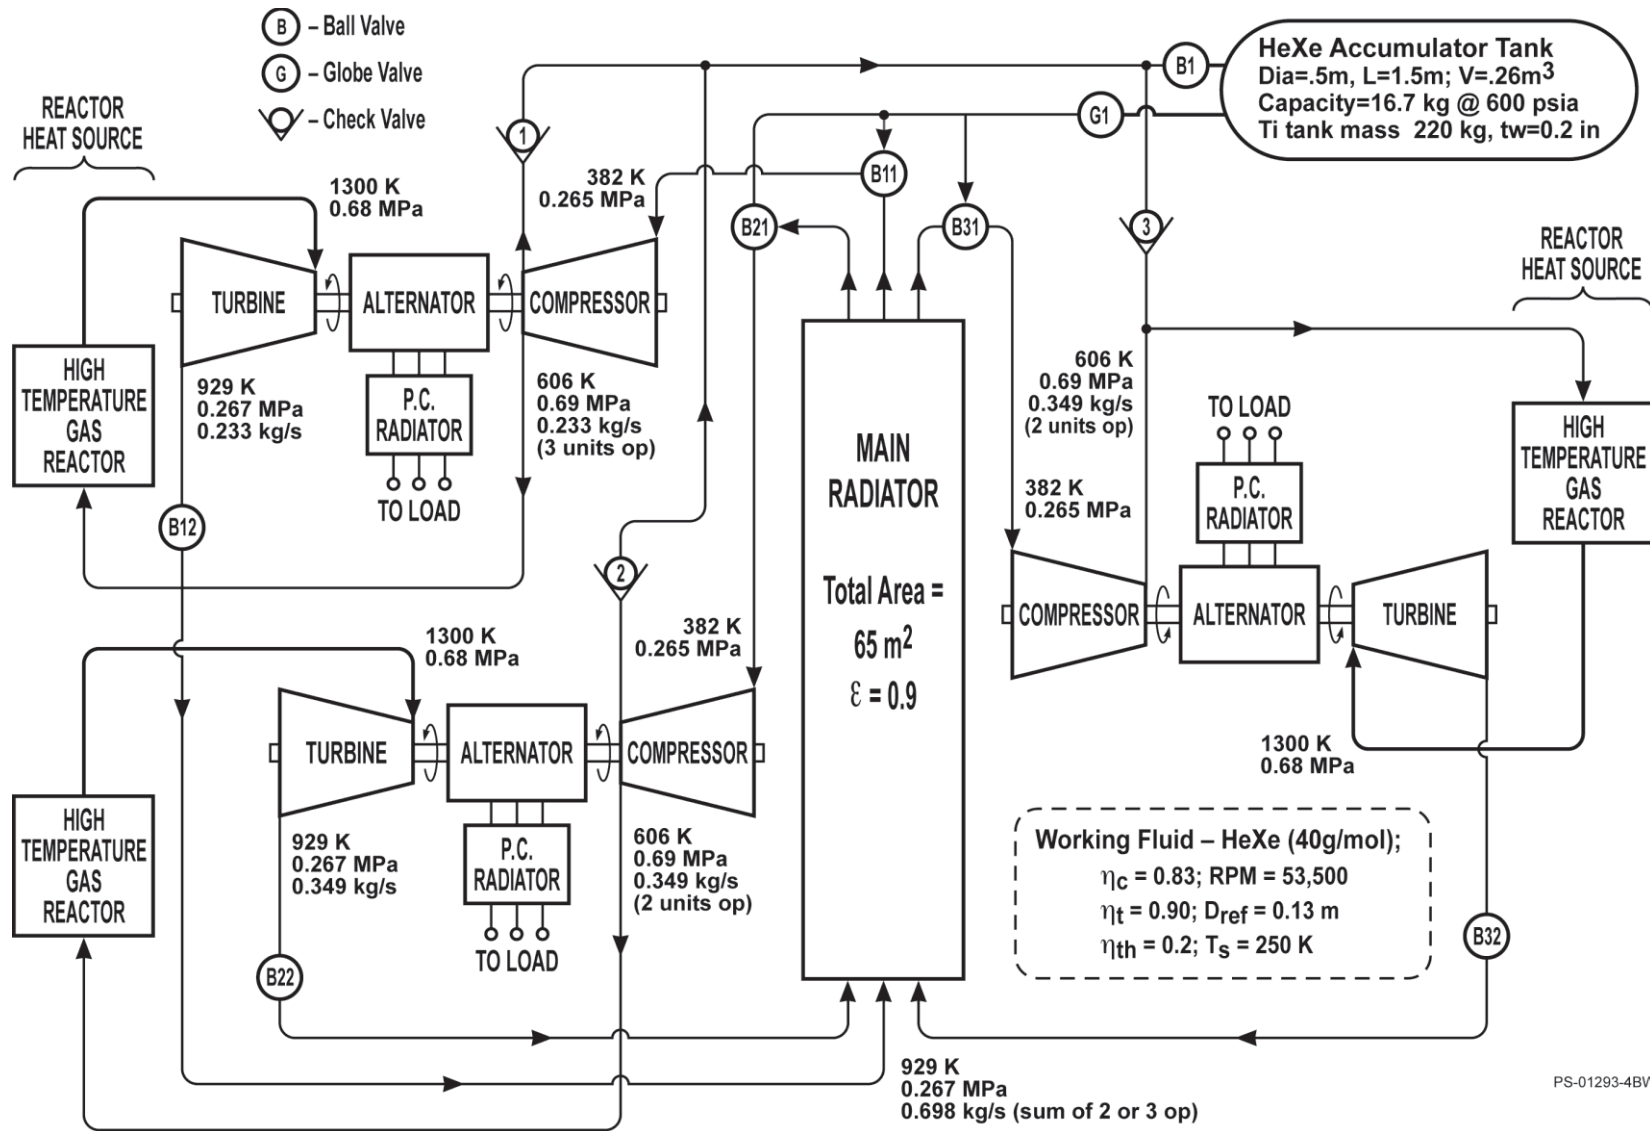 B – Ball Valve
G – Globe Valve
– Check Valve
REACTOR
HEAT SOURCE
1
B1
HeXe Accumulator Tank
Dia=.5m, L=1.5m; V=.26m³
Capacity=16.7 kg @ 600 psia
Ti tank mass 220 kg, tw=0.2 in
G1
B11
B21
B31
3
1300 K
0.68 MPa
382 K
0.265 MPa
TURBINE
ALTERNATOR
COMPRESSOR
HIGH
TEMPERATURE
GAS
REACTOR
929 K
0.267 MPa
0.233 kg/s
P.C.
RADIATOR
TO LOAD
606 K
0.69 MPa
0.233 kg/s
(3 units op)
B12
2
1300 K
0.68 MPa
382 K
0.265 MPa
TURBINE
ALTERNATOR
COMPRESSOR
HIGH
TEMPERATURE
GAS
REACTOR
929 K
0.267 MPa
0.349 kg/s
P.C.
RADIATOR
TO LOAD
606 K
0.69 MPa
0.349 kg/s
(2 units op)
B22
MAIN
RADIATOR
Total Area =
65 m²
ε = 0.9
929 K
0.267 MPa
0.698 kg/s (sum of 2 or 3 op)
REACTOR
HEAT SOURCE
606 K
0.69 MPa
0.349 kg/s
(2 units op)
TO LOAD
P.C.
RADIATOR
HIGH
TEMPERATURE
GAS
REACTOR
382 K
0.265 MPa
COMPRESSOR
ALTERNATOR
TURBINE
1300 K
0.68 MPa
Working Fluid – HeXe (40g/mol);
ηc = 0.83; RPM = 53,500
ηt = 0.90; Dref = 0.13 m
ηth = 0.2; Ts = 250 K
B32
PS-01293-4BW